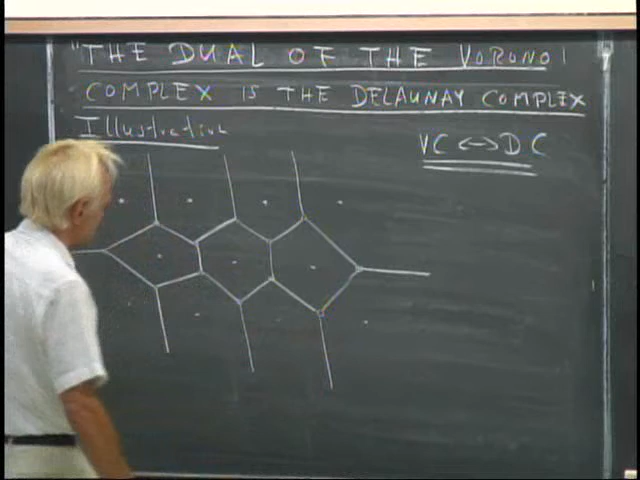 "THE DUAL OF THE VORONOI
COMPLEX IS THE DELAUNAY COMPLEX
Illustration
VC <-> DC